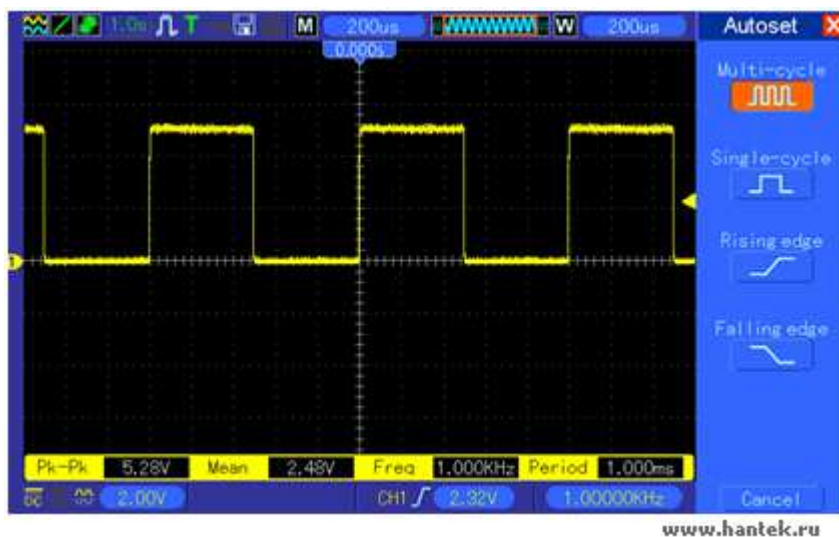 1.0m T M 200us W 200us Autoset X
0.000s
Multi-cycle
Single-cycle
Rising edge
Falling edge
Pk-Pk 5.28V Mean 2.48V Freq 1.000KHz Period 1.000ms
DC 2.00V CH1 2.32V 1.00000KHz Cancel
www.hantek.ru